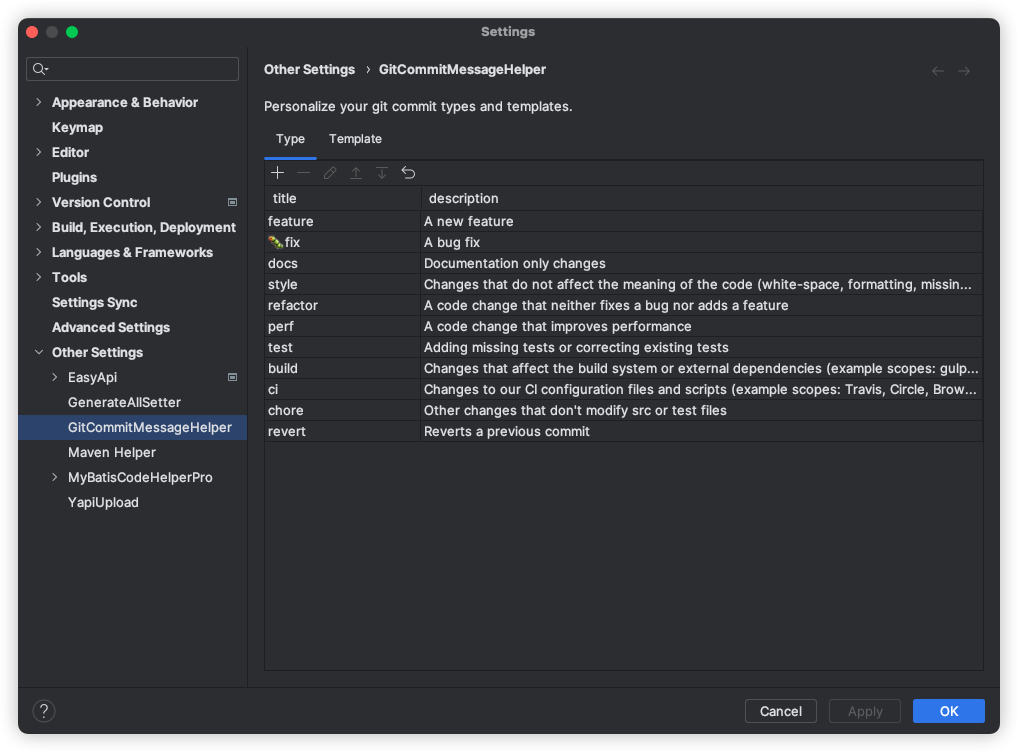 Settings
Appearance & Behavior
Keymap
Editor
Plugins
Version Control
Build, Execution, Deployment
Languages & Frameworks
Tools
Settings Sync
Advanced Settings
Other Settings
EasyApi
GenerateAllSetter
GitCommitMessageHelper
Maven Helper
MyBatisCodeHelperPro
YapiUpload
Other Settings › GitCommitMessageHelper
Personalize your git commit types and templates.
Type Template
title description
feature A new feature
🐛fix A bug fix
docs Documentation only changes
style Changes that do not affect the meaning of the code (white-space, formatting, missin...
refactor A code change that neither fixes a bug nor adds a feature
perf A code change that improves performance
test Adding missing tests or correcting existing tests
build Changes that affect the build system or external dependencies (example scopes: gulp...
ci Changes to our CI configuration files and scripts (example scopes: Travis, Circle, Brow...
chore Other changes that don't modify src or test files
revert Reverts a previous commit
? Cancel Apply OK